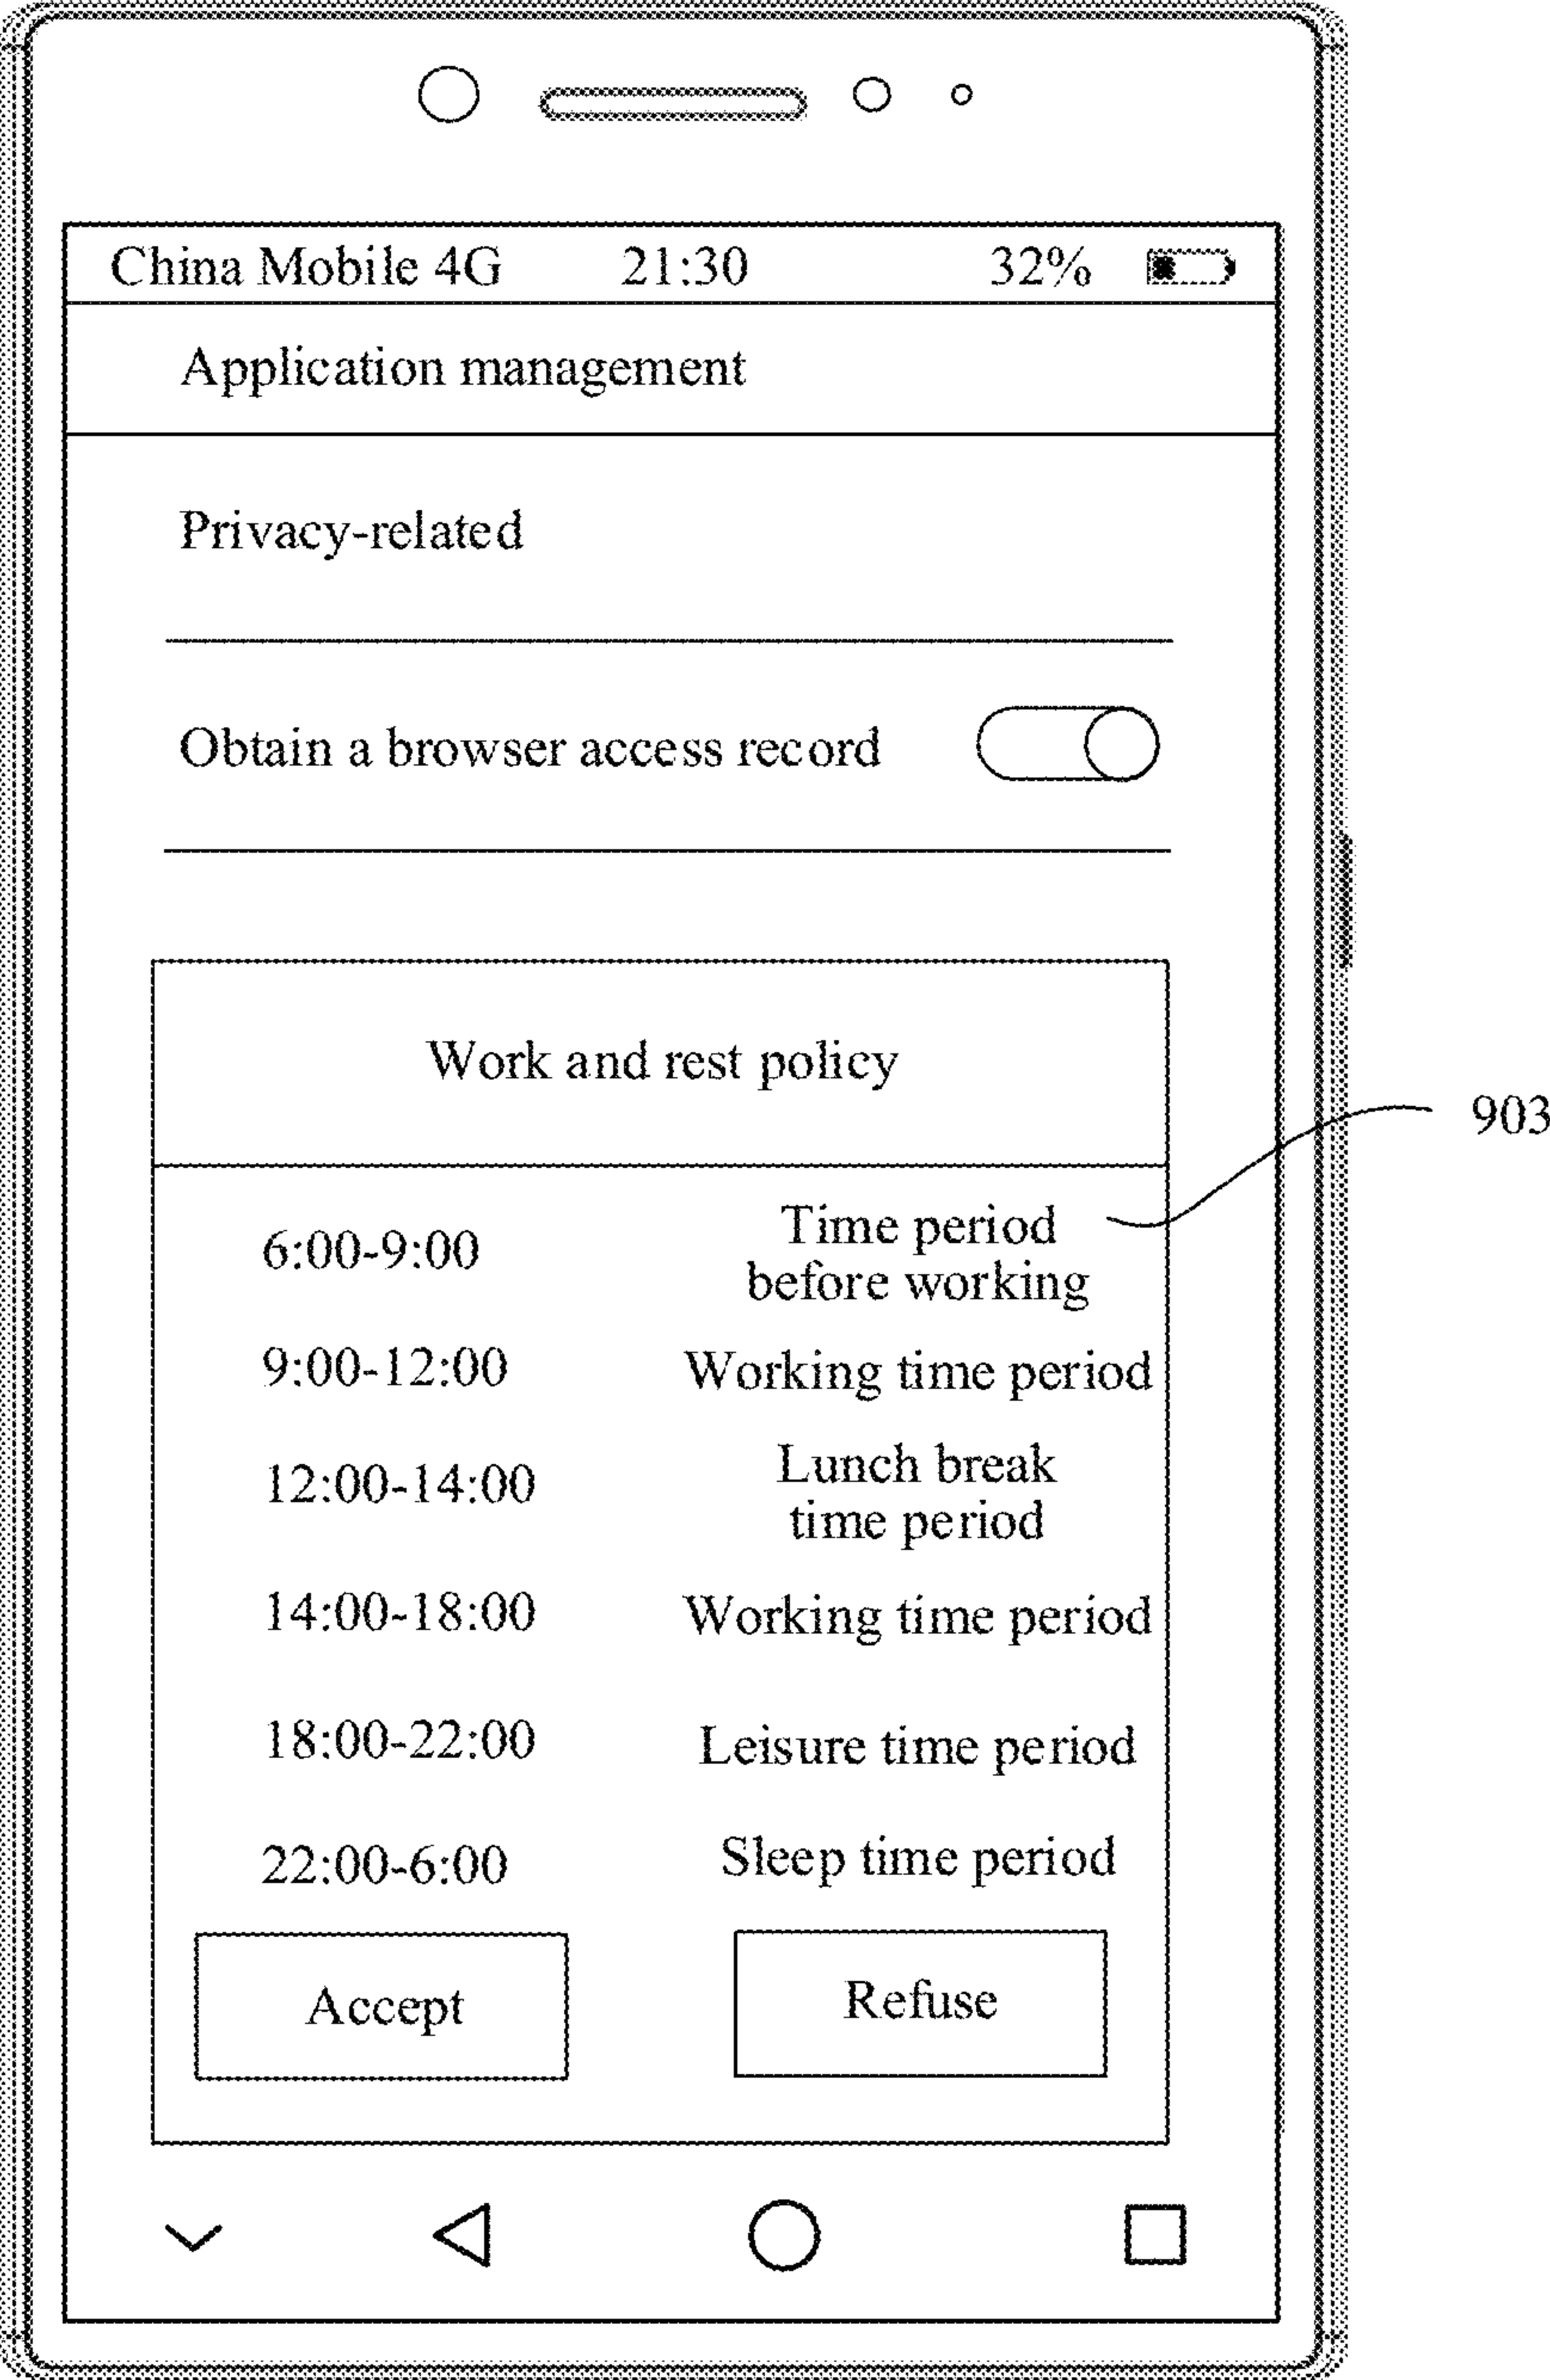 China Mobile 4G 21:30 32%
Application management
Privacy-related
Obtain a browser access record
Work and rest policy
903
6:00-9:00 Time period
before working
9:00-12:00 Working time period
12:00-14:00 Lunch break
time period
14:00-18:00 Working time period
18:00-22:00 Leisure time period
22:00-6:00 Sleep time period
Accept Refuse